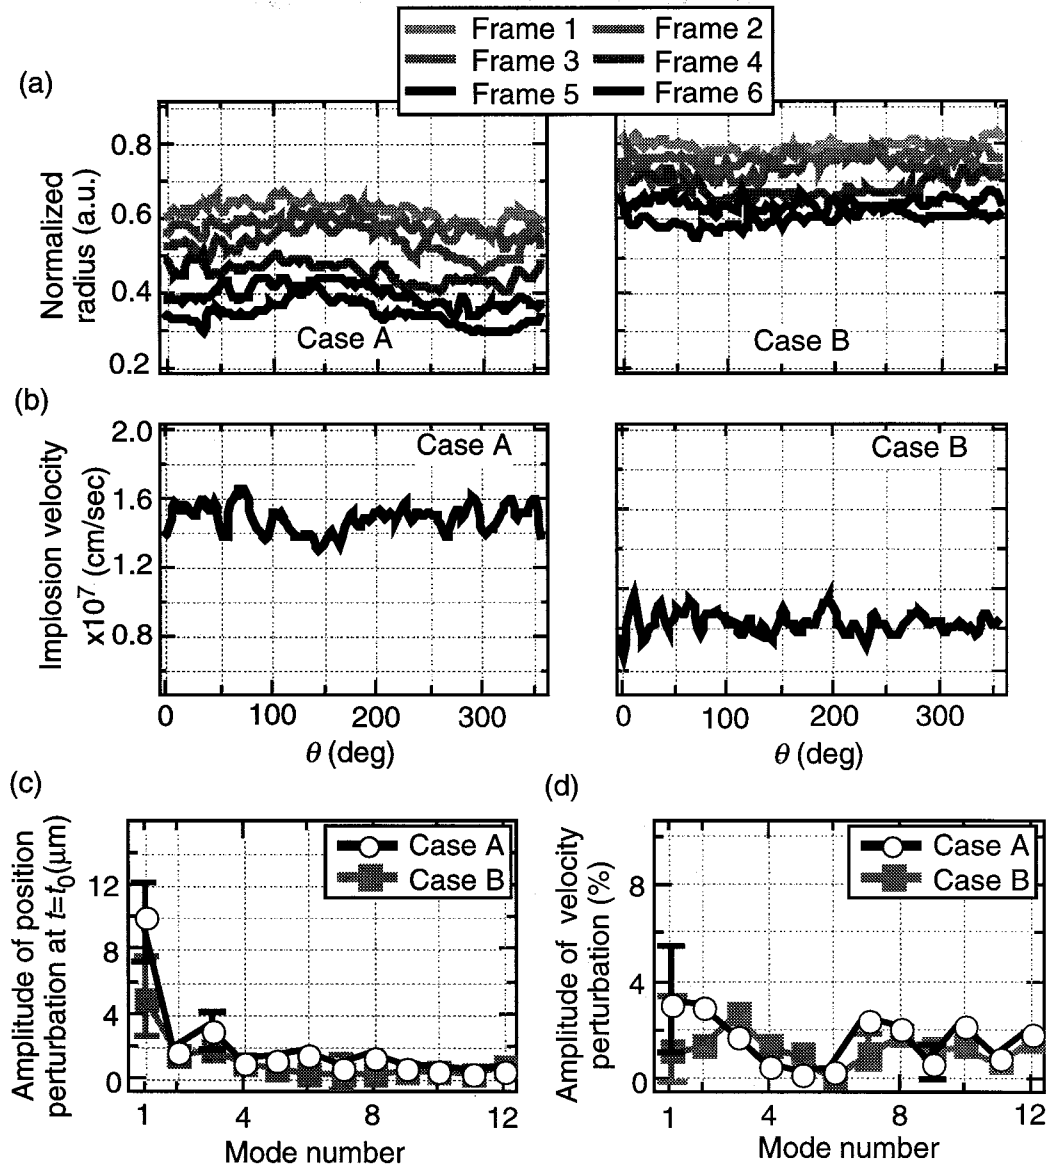 Frame 1 Frame 2
Frame 3 Frame 4
Frame 5 Frame 6
(a)
Normalized
radius (a.u.)
0.8
0.6
0.4
0.2
Case A
Case B
(b)
Implosion velocity
x10⁷ (cm/sec)
2.0
1.6
1.2
0.8
Case A
Case B
0 100 200 300
0 100 200 300
θ (deg)
θ (deg)
(c)
Amplitude of position
perturbation at t=t₀(μm)
12
8
4
0
Case A
Case B
1 4 8 12
Mode number
(d)
Amplitude of velocity
perturbation (%)
8
4
0
Case A
Case B
1 4 8 12
Mode number